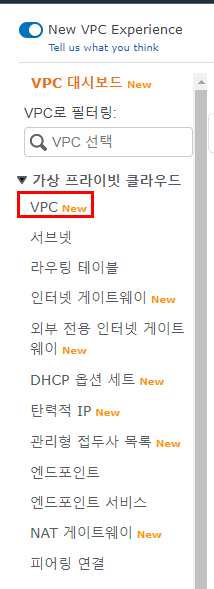 New VPC Experience
Tell us what you think
VPC 대시보드 New
VPC로 필터링:
VPC 선택
가상 프라이빗 클라우드
VPC New
서브넷
라우팅 테이블
인터넷 게이트웨이 New
외부 전용 인터넷 게이트
웨이 New
DHCP 옵션 세트 New
탄력적 IP New
관리형 접두사 목록 New
엔드포인트
엔드포인트 서비스
NAT 게이트웨이 New
피어링 연결